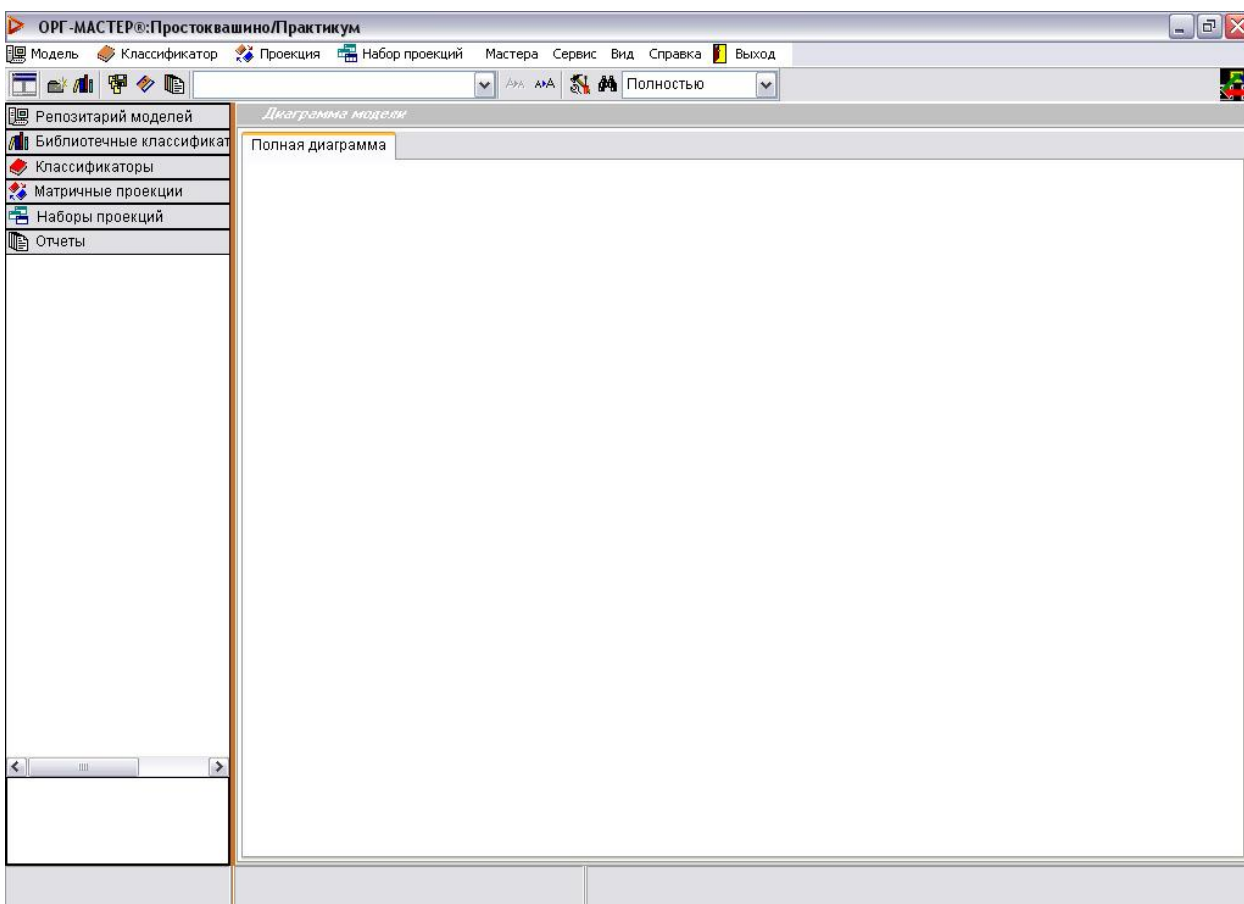 ОРГ-МАСТЕР®:Простоквашино/Практикум
Модель Классификатор Проекция Набор проекций Мастера Сервис Вид Справка Выход
Полностью
Репозитарий моделей
Диаграмма модели
Библиотечные классификат
Полная диаграмма
Классификаторы
Матричные проекции
Наборы проекций
Отчеты